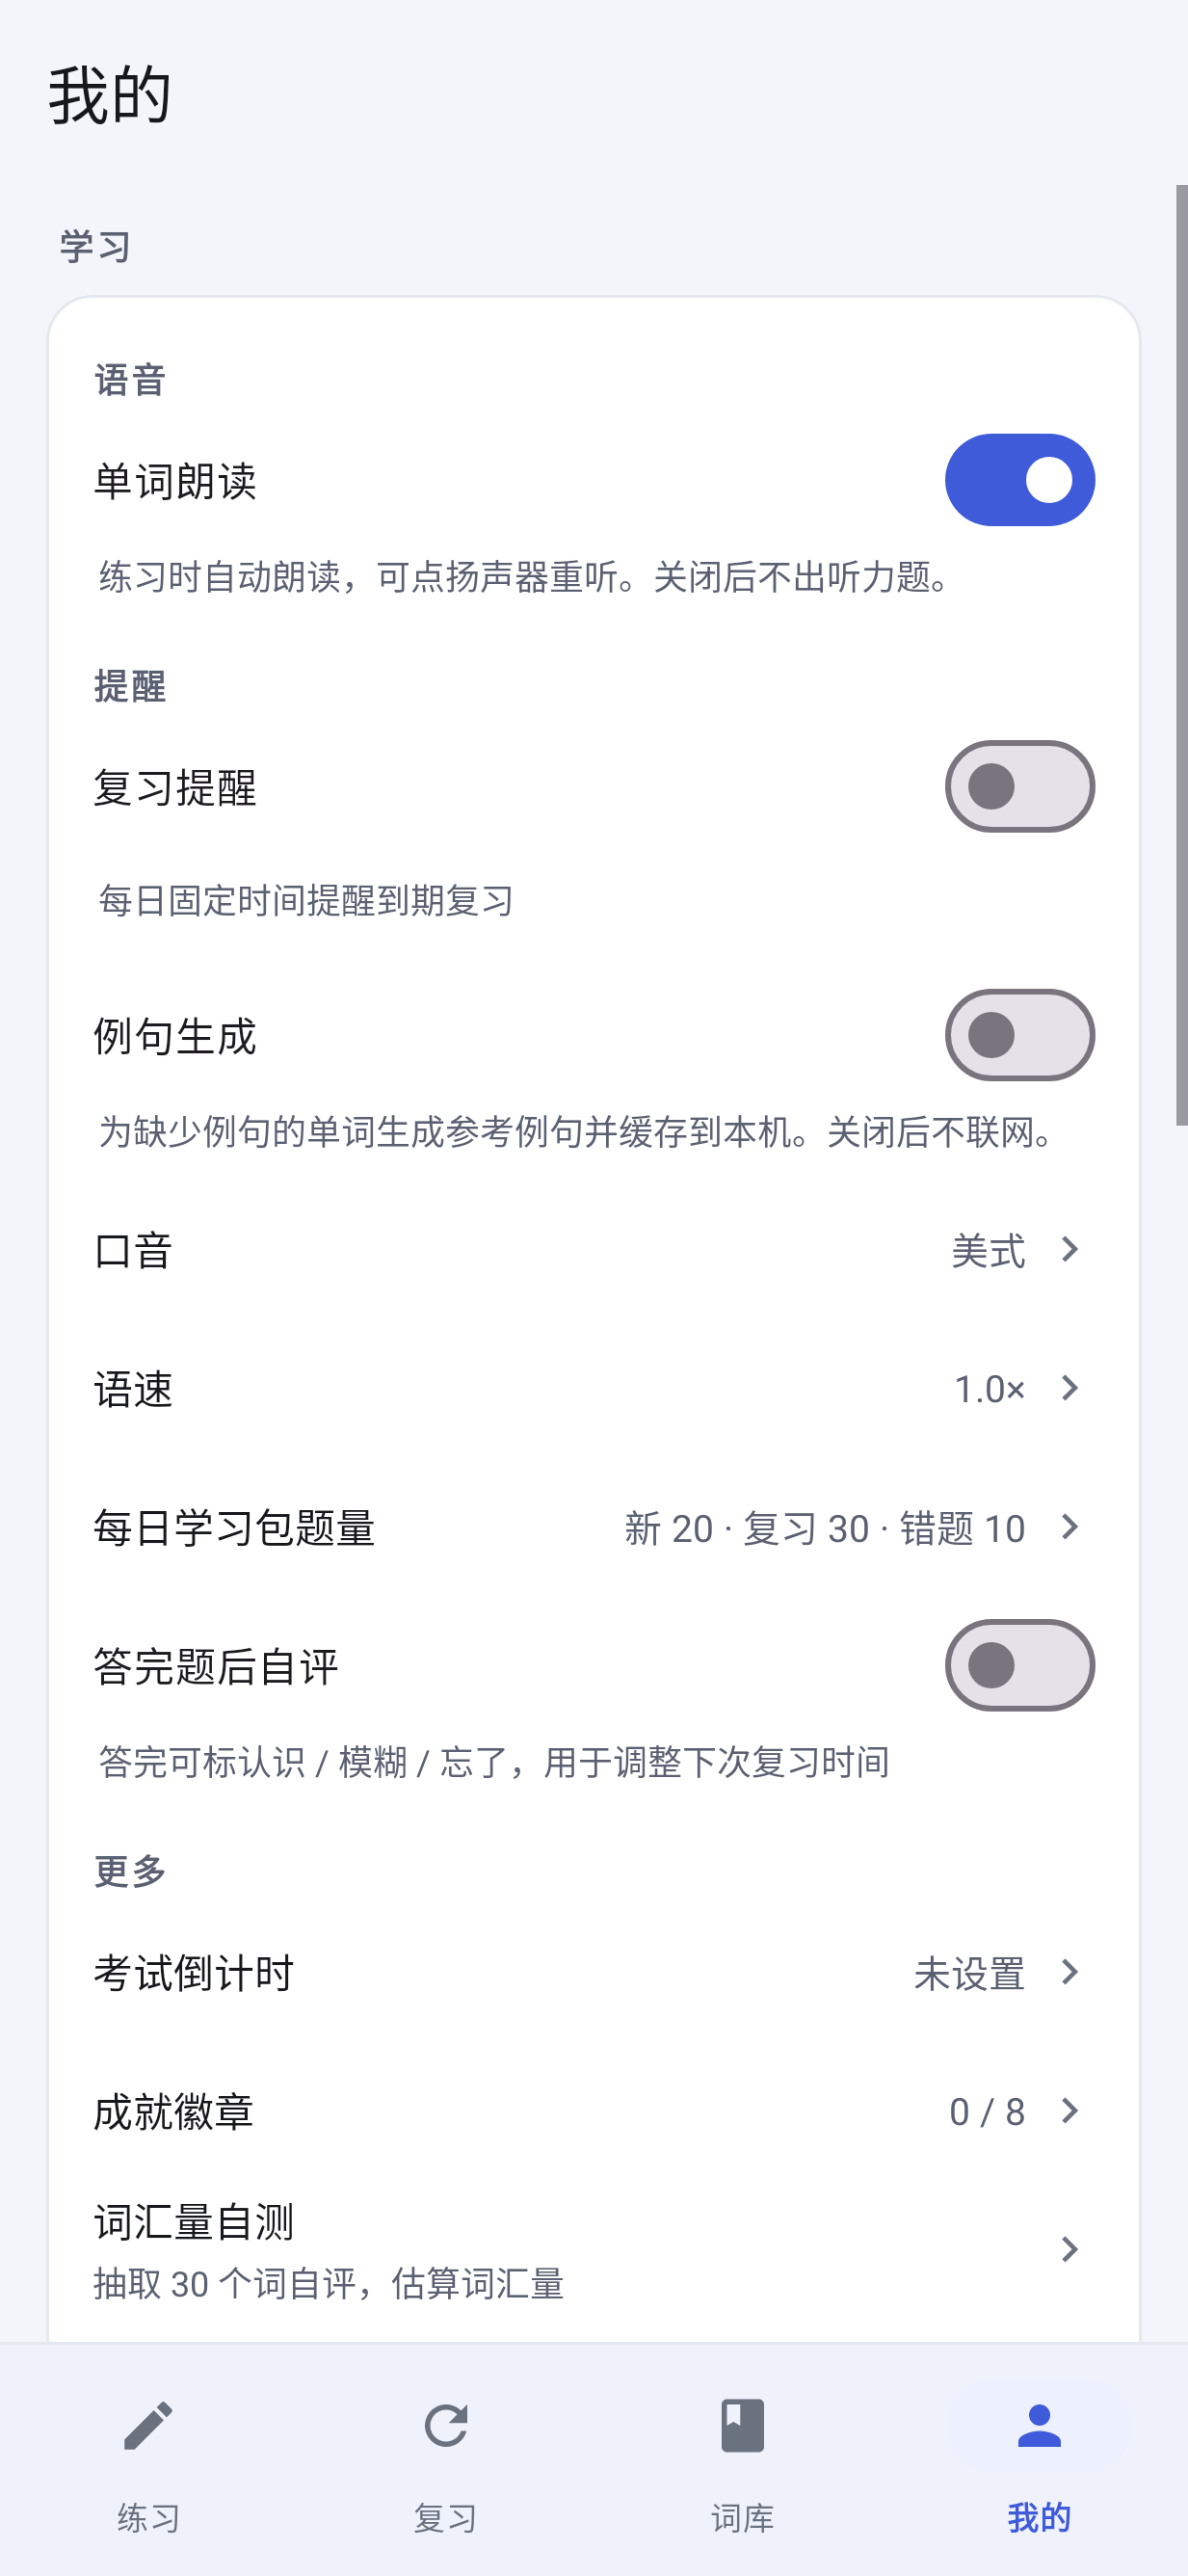 我的
学习
语音
单词朗读
练习时自动朗读，可点扬声器重听。关闭后不出听力题。
提醒
复习提醒
每日固定时间提醒到期复习
例句生成
为缺少例句的单词生成参考例句并缓存到本机。关闭后不联网。
口音 美式
语速 1.0×
每日学习包题量 新 20 · 复习 30 · 错题 10
答完题后自评
答完可标认识 / 模糊 / 忘了，用于调整下次复习时间
更多
考试倒计时 未设置
成就徽章 0 / 8
词汇量自测
抽取 30 个词自评，估算词汇量
练习 复习 词库 我的